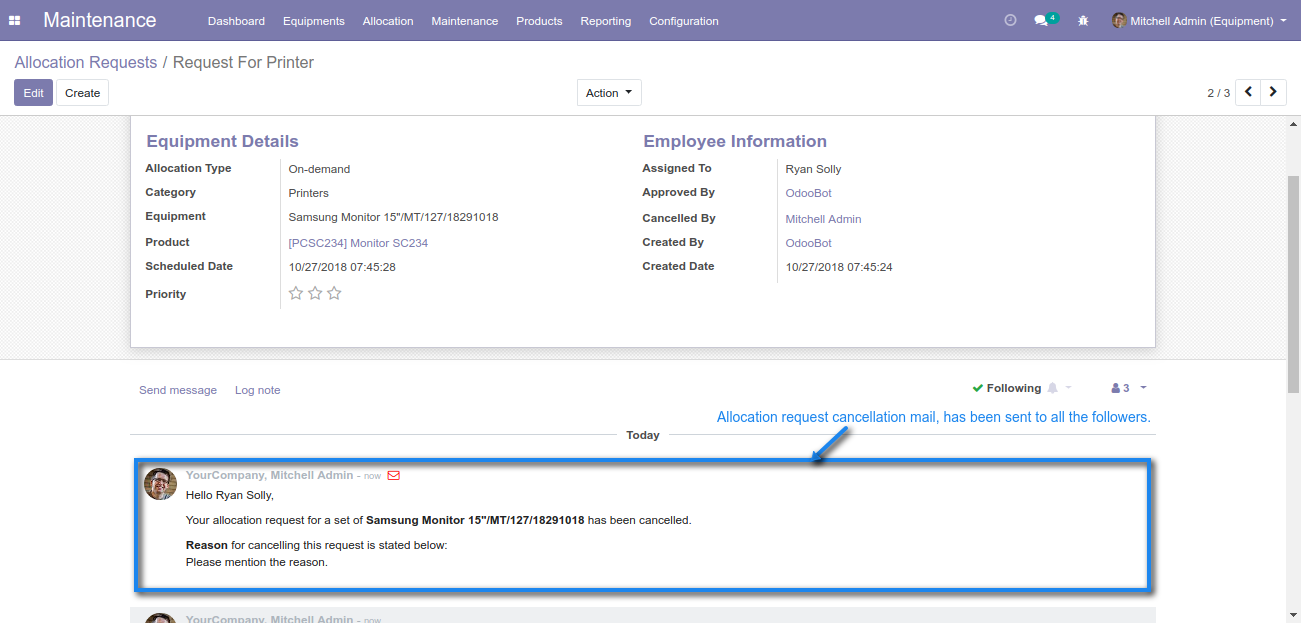 Maintenance Dashboard Equipments Allocation Maintenance Products Reporting Configuration 4 Mitchell Admin (Equipment)
Allocation Requests / Request For Printer
Edit Create Action 2 / 3
Equipment Details Employee Information
Allocation Type On-demand Assigned To Ryan Solly
Category Printers Approved By OdooBot
Equipment Samsung Monitor 15"/MT/127/18291018 Cancelled By Mitchell Admin
Product [PCSC234] Monitor SC234 Created By OdooBot
Scheduled Date 10/27/2018 07:45:28 Created Date 10/27/2018 07:45:24
Priority
Send message Log note Following 3
Allocation request cancellation mail, has been sent to all the followers.
Today
YourCompany, Mitchell Admin - now
Hello Ryan Solly,
Your allocation request for a set of Samsung Monitor 15"/MT/127/18291018 has been cancelled.
Reason for cancelling this request is stated below:
Please mention the reason.
YourCompany, Mitchell Admin - now